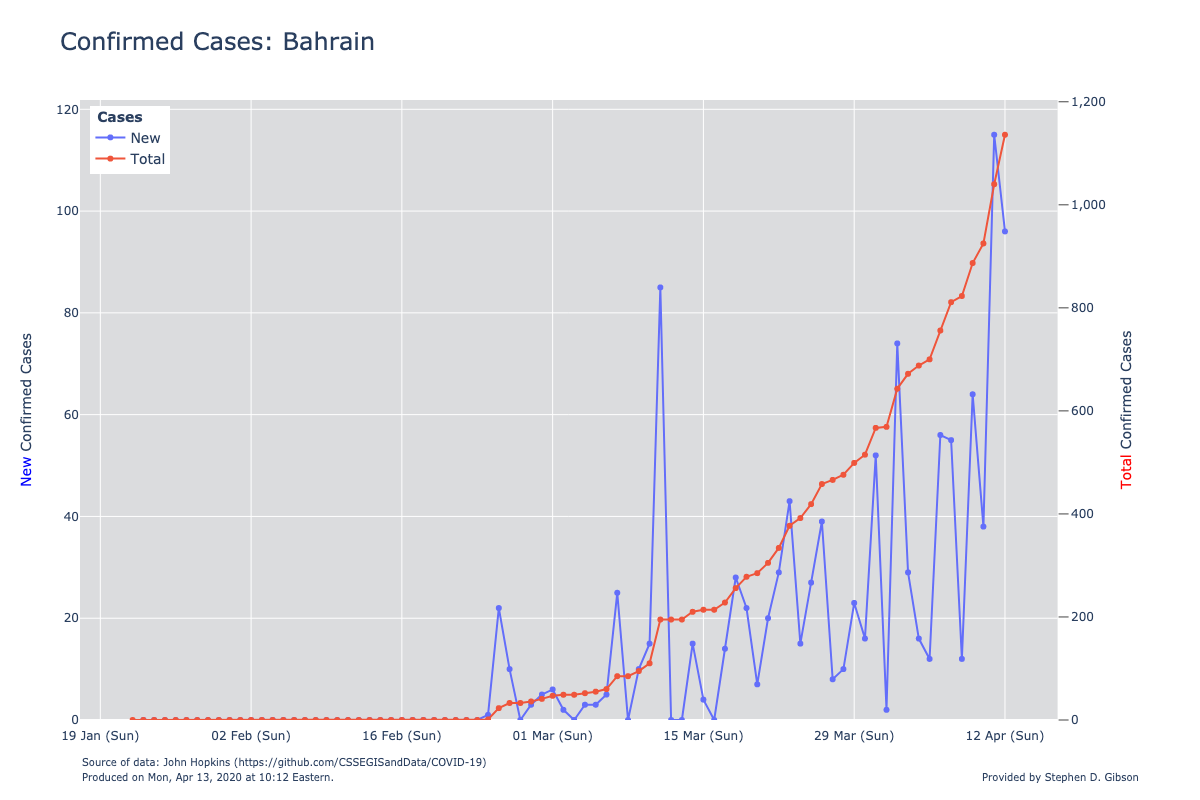 Confirmed Cases: Bahrain
Cases
New
Total
120
100
80
60
40
20
0
1,200
1,000
800
600
400
200
0
New Confirmed Cases
Total Confirmed Cases
19 Jan (Sun) 02 Feb (Sun) 16 Feb (Sun) 01 Mar (Sun) 15 Mar (Sun) 29 Mar (Sun) 12 Apr (Sun)
Source of data: John Hopkins (https://github.com/CSSEGISandData/COVID-19)
Produced on Mon, Apr 13, 2020 at 10:12 Eastern.
Provided by Stephen D. Gibson